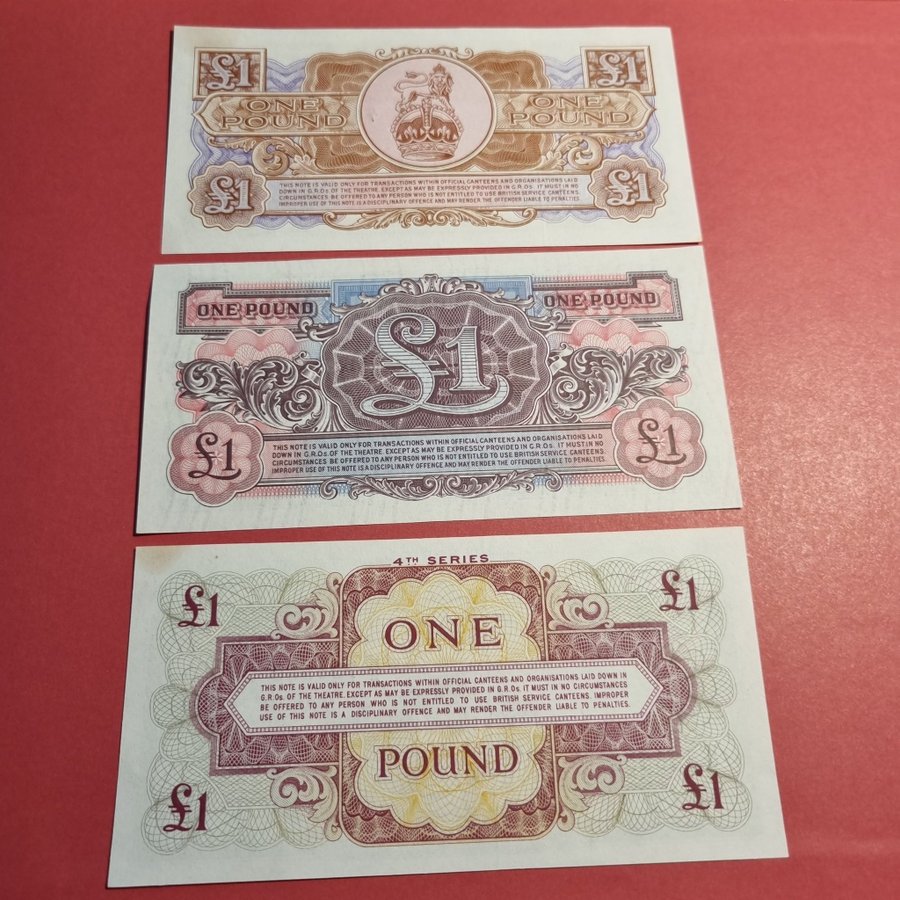 £1 £1
ONE POUND ONE POUND
£1 £1
THIS NOTE IS VALID ONLY FOR TRANSACTIONS WITHIN OFFICIAL CANTEENS AND ORGANISATIONS LAID
DOWN IN G.R.Os. OF THE THEATRE. EXCEPT AS MAY BE EXPRESSLY PROVIDED IN G.R.Os. IT MUST IN NO
CIRCUMSTANCES BE OFFERED TO ANY PERSON WHO IS NOT ENTITLED TO USE BRITISH SERVICE CANTEENS.
IMPROPER USE OF THIS NOTE IS A DISCIPLINARY OFFENCE AND MAY RENDER THE OFFENDER LIABLE TO PENALTIES.
ONE POUND ONE POUND
£1
£1 £1
THIS NOTE IS VALID ONLY FOR TRANSACTIONS WITHIN OFFICIAL CANTEENS AND ORGANISATIONS LAID
DOWN IN G.R.Os. OF THE THEATRE. EXCEPT AS MAY BE EXPRESSLY PROVIDED IN G.R.Os. IT MUST IN NO
CIRCUMSTANCES BE OFFERED TO ANY PERSON WHO IS NOT ENTITLED TO USE BRITISH SERVICE CANTEENS.
IMPROPER USE OF THIS NOTE IS A DISCIPLINARY OFFENCE AND MAY RENDER THE OFFENDER LIABLE TO PENALTIES.
4TH SERIES
£1 £1
ONE
THIS NOTE IS VALID ONLY FOR TRANSACTIONS WITHIN OFFICIAL CANTEENS AND ORGANISATIONS LAID DOWN IN
G.R.Os. OF THE THEATRE. EXCEPT AS MAY BE EXPRESSLY PROVIDED IN G.R.Os. IT MUST IN NO CIRCUMSTANCES
BE OFFERED TO ANY PERSON WHO IS NOT ENTITLED TO USE BRITISH SERVICE CANTEENS. IMPROPER
USE OF THIS NOTE IS A DISCIPLINARY OFFENCE AND MAY RENDER THE OFFENDER LIABLE TO PENALTIES.
POUND
£1 £1